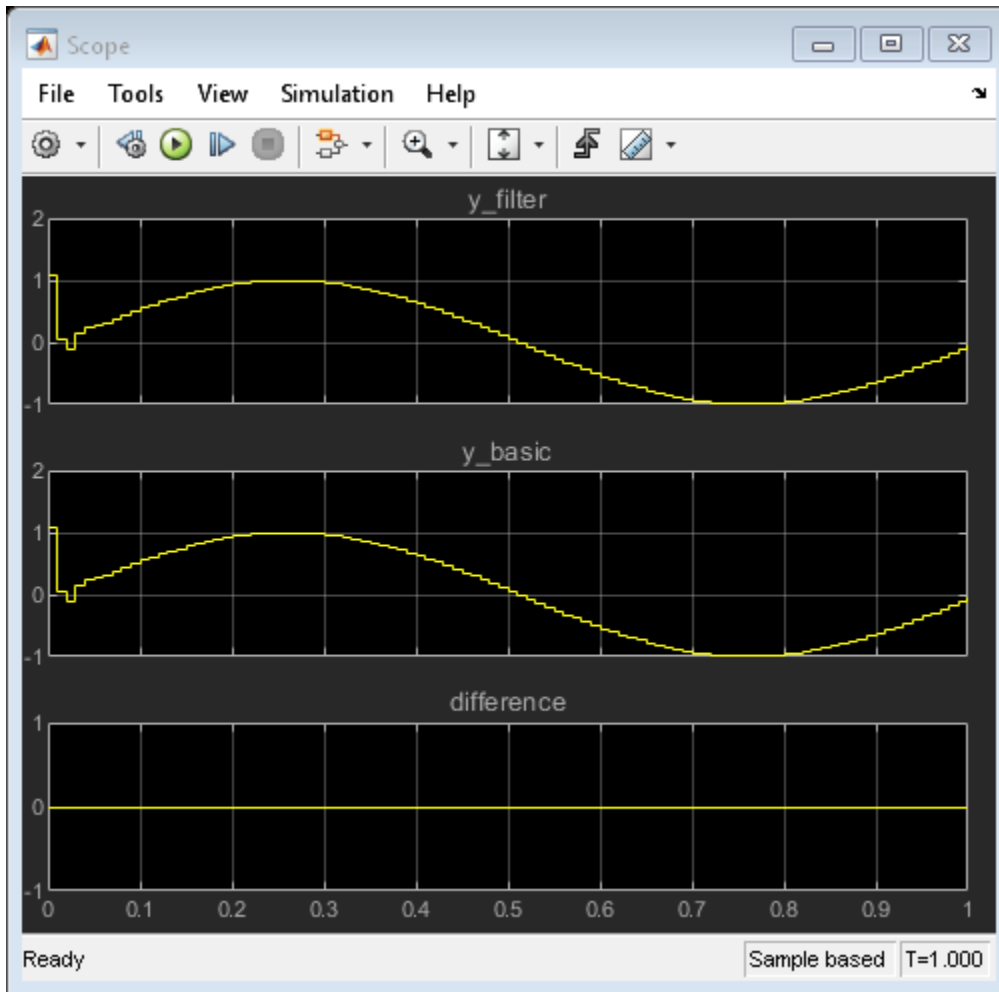 Scope
File Tools View Simulation Help
y_filter
2
1
0
-1
y_basic
2
1
0
-1
difference
1
0
-1
0 0.1 0.2 0.3 0.4 0.5 0.6 0.7 0.8 0.9 1
Ready Sample based T=1.000